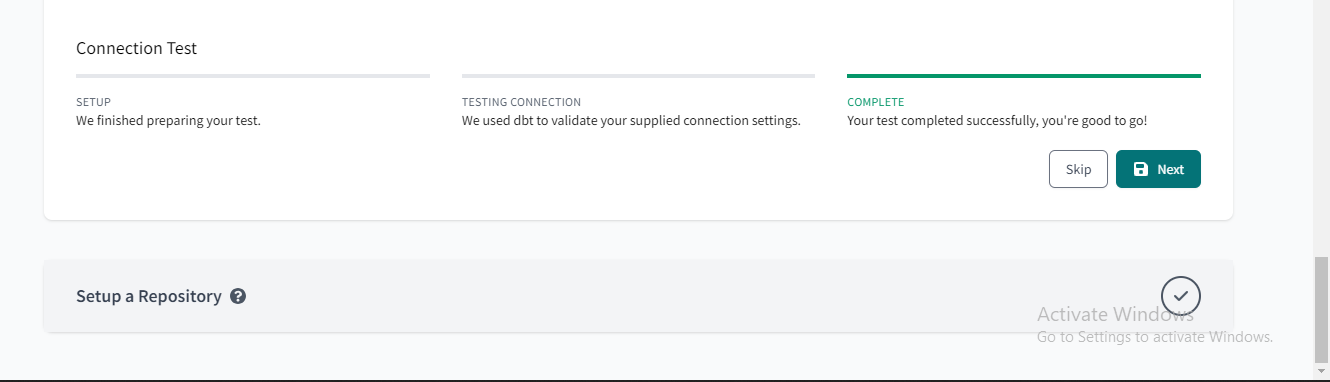 Connection Test
SETUP
We finished preparing your test.
TESTING CONNECTION
We used dbt to validate your supplied connection settings.
COMPLETE
Your test completed successfully, you're good to go!
Skip
Next
Setup a Repository ?
Activate Windows
Go to Settings to activate Windows.